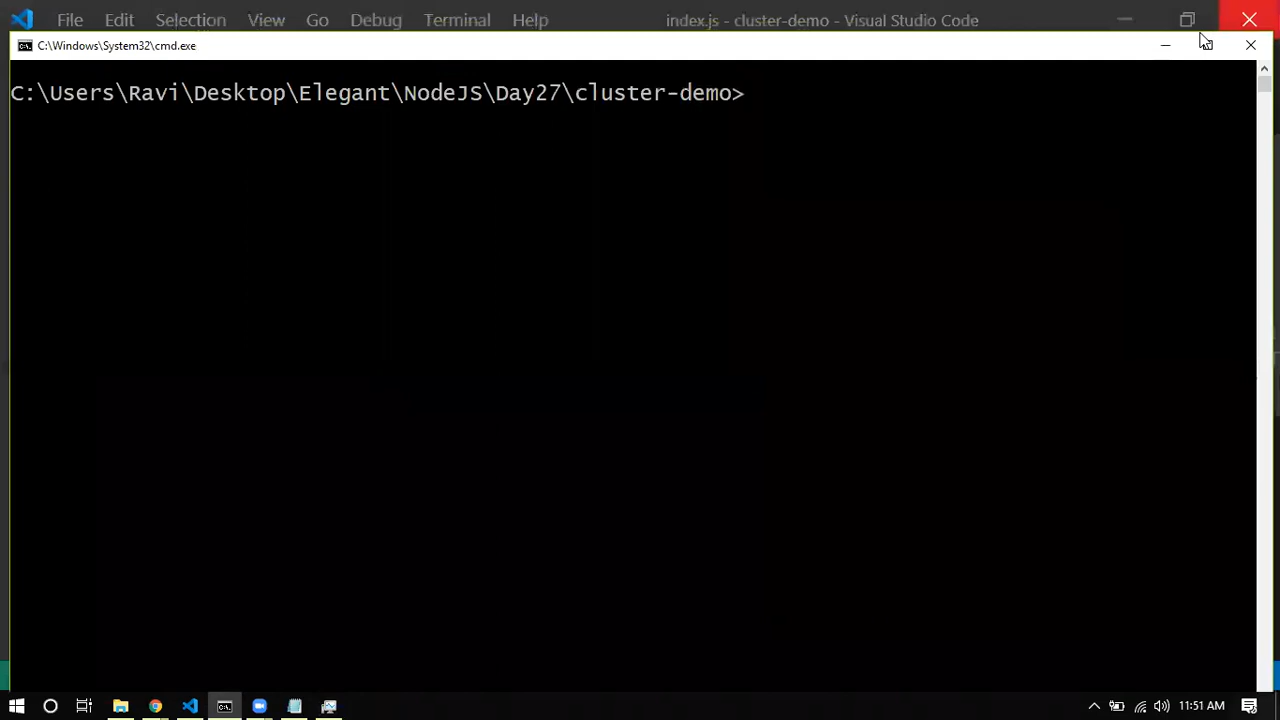 File Edit Selection View Go Debug Terminal Help index.js - cluster-demo - Visual Studio Code
C:\Windows\System32\cmd.exe
C:\Users\Ravi\Desktop\Elegant\NodeJS\Day27\cluster-demo>
11:51 AM